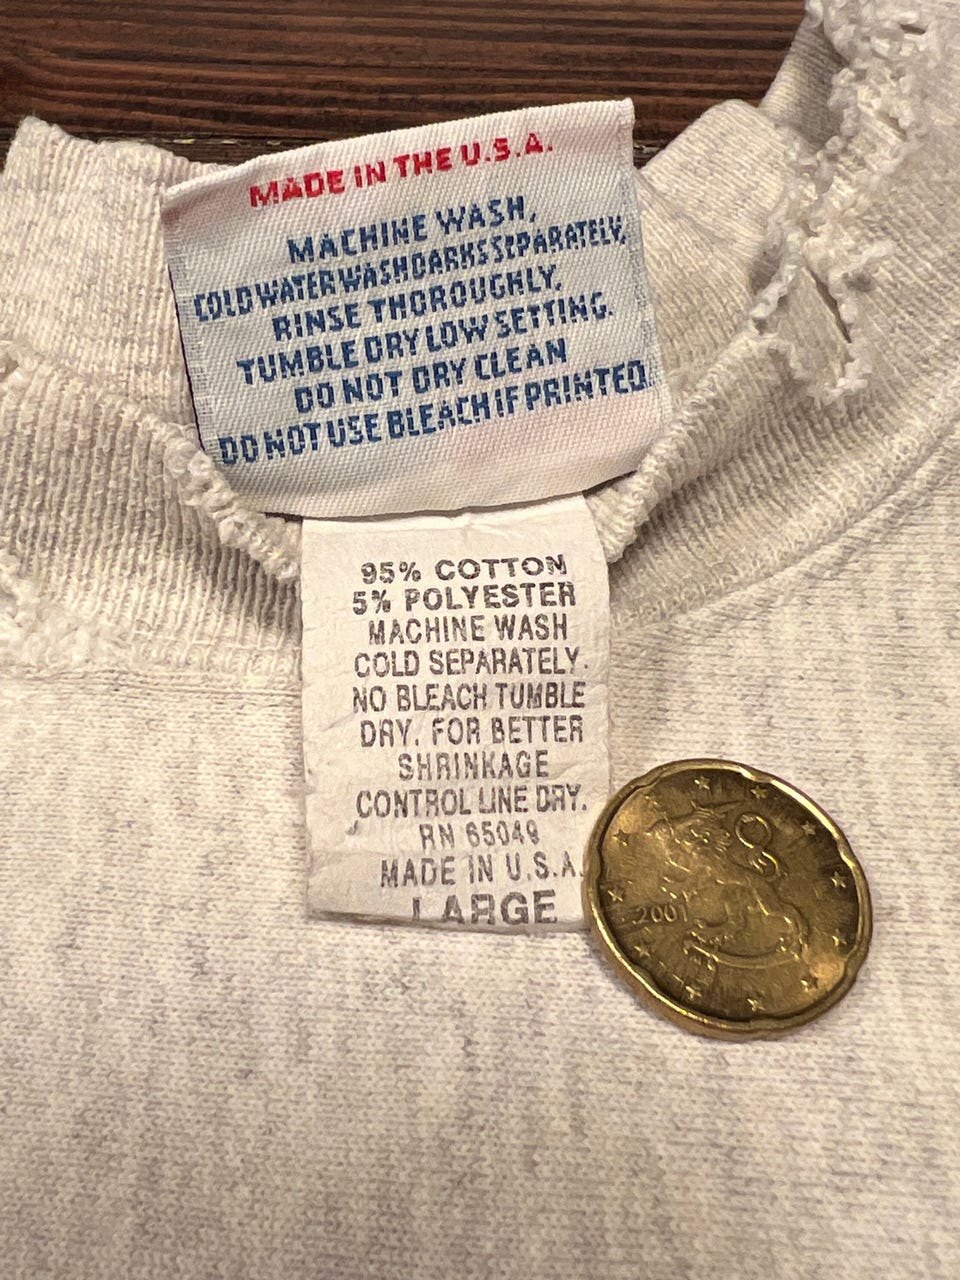 MADE IN THE U.S.A.
MACHINE WASH,
COLD WATER WASH DARKS SEPARATELY,
RINSE THOROUGHLY.
TUMBLE DRY LOW SETTING.
DO NOT DRY CLEAN
DO NOT USE BLEACH IF PRINTED.
95% COTTON
5% POLYESTER
MACHINE WASH
COLD SEPARATELY.
NO BLEACH TUMBLE
DRY. FOR BETTER
SHRINKAGE
CONTROL LINE DRY.
RN 65049
MADE IN U.S.A.
LARGE
2001